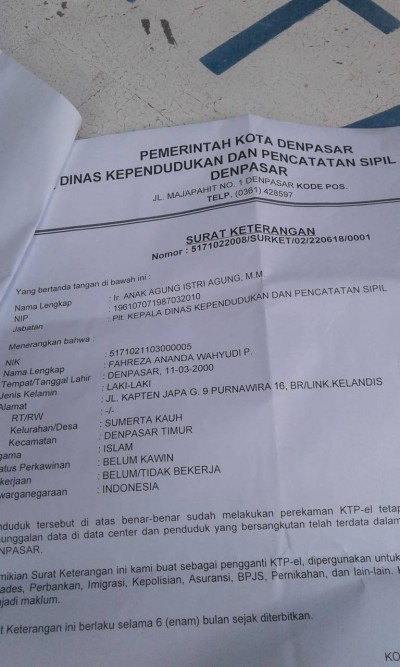 PEMERINTAH KOTA DENPASAR
DINAS KEPENDUDUKAN DAN PENCATATAN SIPIL
DENPASAR
JL. MAJAPAHIT NO. 1 DENPASAR KODE POS.
TELP. (0361) 428597
SURAT KETERANGAN
Nomor : 5171022008/SURKET/02/220618/0001
Yang bertanda tangan di bawah ini :
Nama Lengkap : Ir. ANAK AGUNG ISTRI AGUNG, M.M
NIP : 196107071987032010
Jabatan : Plt. KEPALA DINAS KEPENDUDUKAN DAN PENCATATAN SIPIL
Menerangkan bahwa :
NIK : 5171021103000005
Nama Lengkap : FAHREZA ANANDA WAHYUDI P.
Tempat/Tanggal Lahir : DENPASAR, 11-03-2000
Jenis Kelamin : LAKI-LAKI
Alamat : JL. KAPTEN JAPA G. 9 PURNAWIRA 16, BR/LINK.KELANDIS
RT/RW : -/-
Kelurahan/Desa : SUMERTA KAUH
Kecamatan : DENPASAR TIMUR
gama : ISLAM
atus Perkawinan : BELUM KAWIN
kerjaan : BELUM/TIDAK BEKERJA
warganegaraan : INDONESIA
nduduk tersebut di atas benar-benar sudah melakukan perekaman KTP-el tetap
unggalan data di data center dan penduduk yang bersangkutan telah terdata dalam
NPASAR.
mikian Surat Keterangan ini kami buat sebagai pengganti KTP-el, dipergunakan untuk
ades, Perbankan, Imigrasi, Kepolisian, Asuransi, BPJS, Pernikahan, dan lain-lain.
njadi maklum.
at Keterangan ini berlaku selama 6 (enam) bulan sejak diterbitkan.
KO